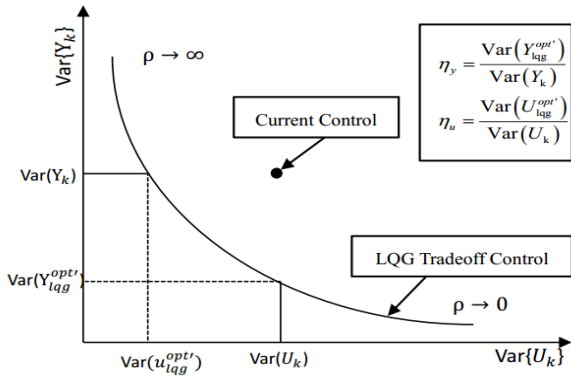 Var{Y_k}
ρ → ∞
η_y = Var(Y_lqg^opt') / Var(Y_k)
η_u = Var(U_lqg^opt') / Var(U_k)
Current Control
Var(Y_k)
LQG Tradeoff Control
Var(Y_lqg^opt')
ρ → 0
Var(u_lqg^opt')
Var(U_k)
Var{U_k}